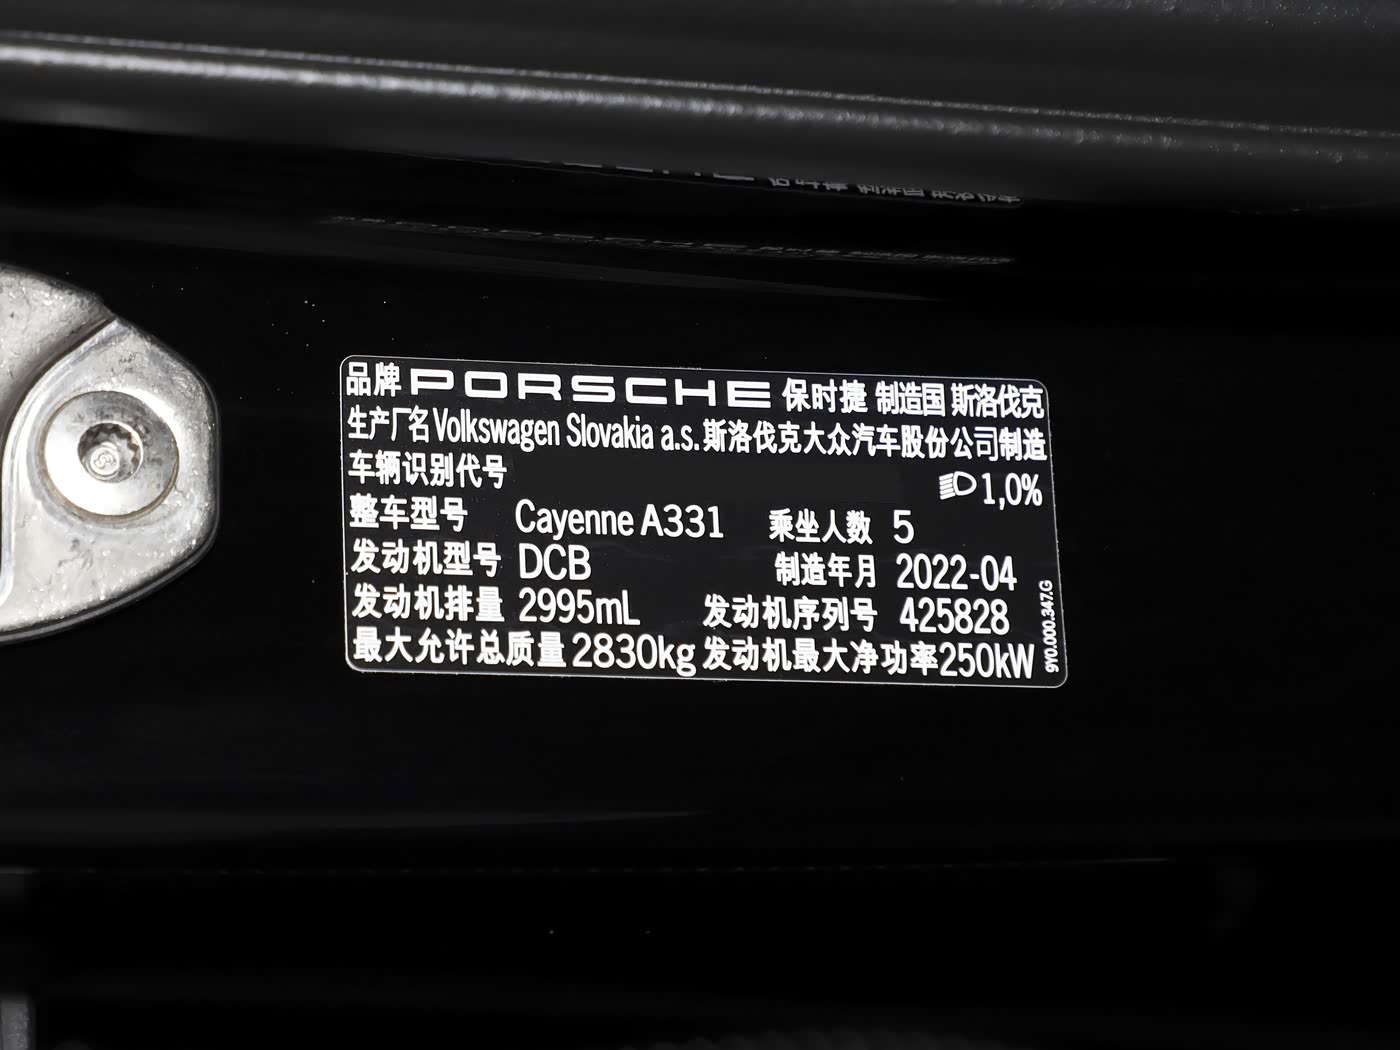 品牌 PORSCHE 保时捷 制造国 斯洛伐克
生产厂名 Volkswagen Slovakia a.s. 斯洛伐克大众汽车股份公司制造
车辆识别代号 1,0%
整车型号 Cayenne A331 乘坐人数 5
发动机型号 DCB 制造年月 2022-04
发动机排量 2995mL 发动机序列号 425828
最大允许总质量 2830kg 发动机最大净功率 250kW
9Y0.000.347.G